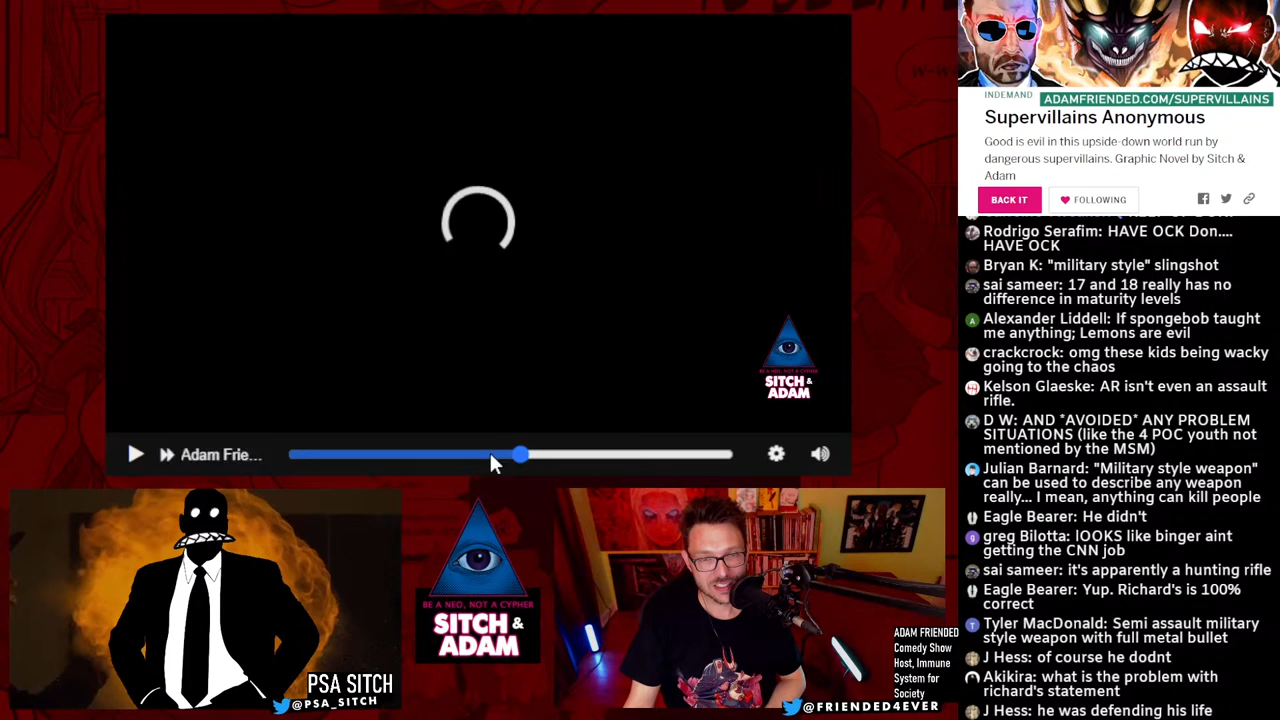 BE A NEO, NOT A CYPHER
SITCH &
ADAM
Adam Frie...
PSA SITCH
@PSA_SITCH
BE A NEO, NOT A CYPHER
SITCH &
ADAM
ADAM FRIENDED
Comedy Show
Host, Immune
System for
Society
@FRIENDED4EVER
INDEMAND
ADAMFRIENDED.COM/SUPERVILLAINS
Supervillains Anonymous
Good is evil in this upside-down world run by
dangerous supervillains. Graphic Novel by Sitch &
Adam
BACK IT
FOLLOWING
Rodrigo Serafim: HAVE OCK Don....
HAVE OCK
Bryan K: "military style" slingshot
sai sameer: 17 and 18 really has no
difference in maturity levels
Alexander Liddell: If spongebob taught
me anything; Lemons are evil
crackcrock: omg these kids being wacky
going to the chaos
Kelson Glaeske: AR isn't even an assault
rifle.
D W: AND *AVOIDED* ANY PROBLEM
SITUATIONS (like the 4 POC youth not
mentioned by the MSM)
Julian Barnard: "Military style weapon"
can be used to describe any weapon
really... I mean, anything can kill people
Eagle Bearer: He didn't
greg Bilotta: lOOKS like binger aint
getting the CNN job
sai sameer: it's apparently a hunting rifle
Eagle Bearer: Yup. Richard's is 100%
correct
Tyler MacDonald: Semi assault military
style weapon with full metal bullet
J Hess: of course he dodnt
Akikira: what is the problem with
richard's statement
J Hess: he was defending his life